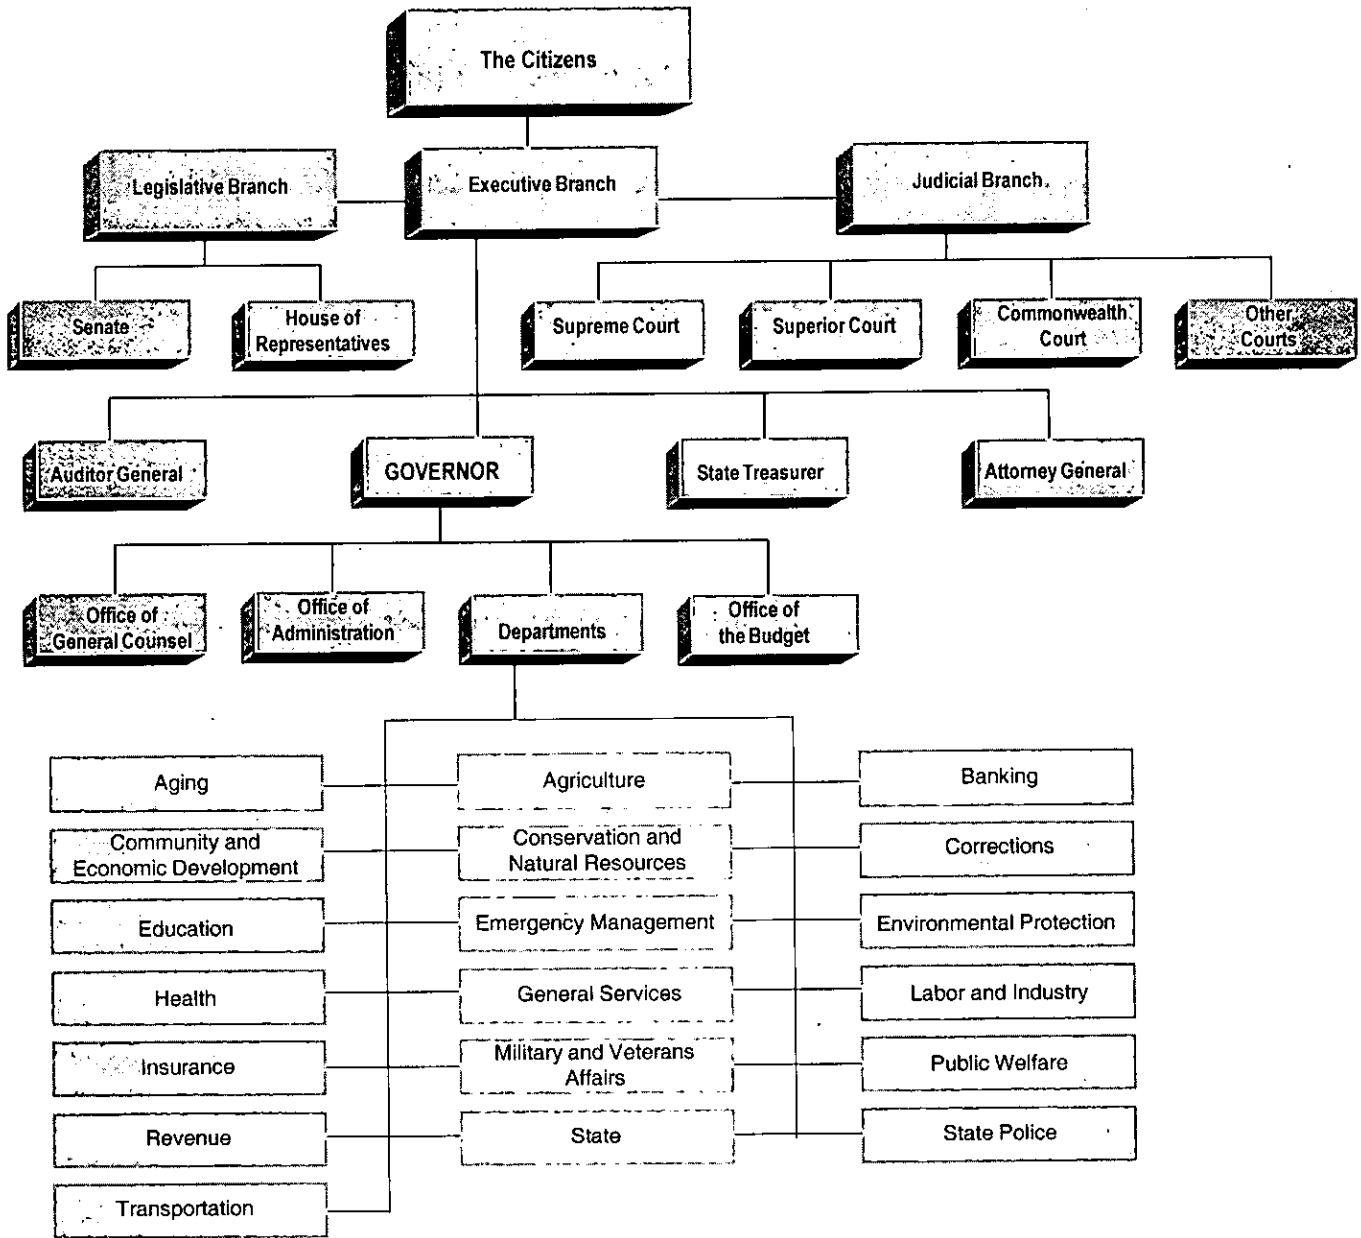 The Citizens
Legislative Branch
Executive Branch
Judicial Branch
Senate
House of
Representatives
Supreme Court
Superior Court
Commonwealth
Court
Other
Courts
Auditor General
GOVERNOR
State Treasurer
Attorney General
Office of
General Counsel
Office of
Administration
Departments
Office of
the Budget
Aging
Agriculture
Banking
Community and
Economic Development
Conservation and
Natural Resources
Corrections
Education
Emergency Management
Environmental Protection
Health
General Services
Labor and Industry
Insurance
Military and Veterans
Affairs
Public Welfare
Revenue
State
State Police
Transportation